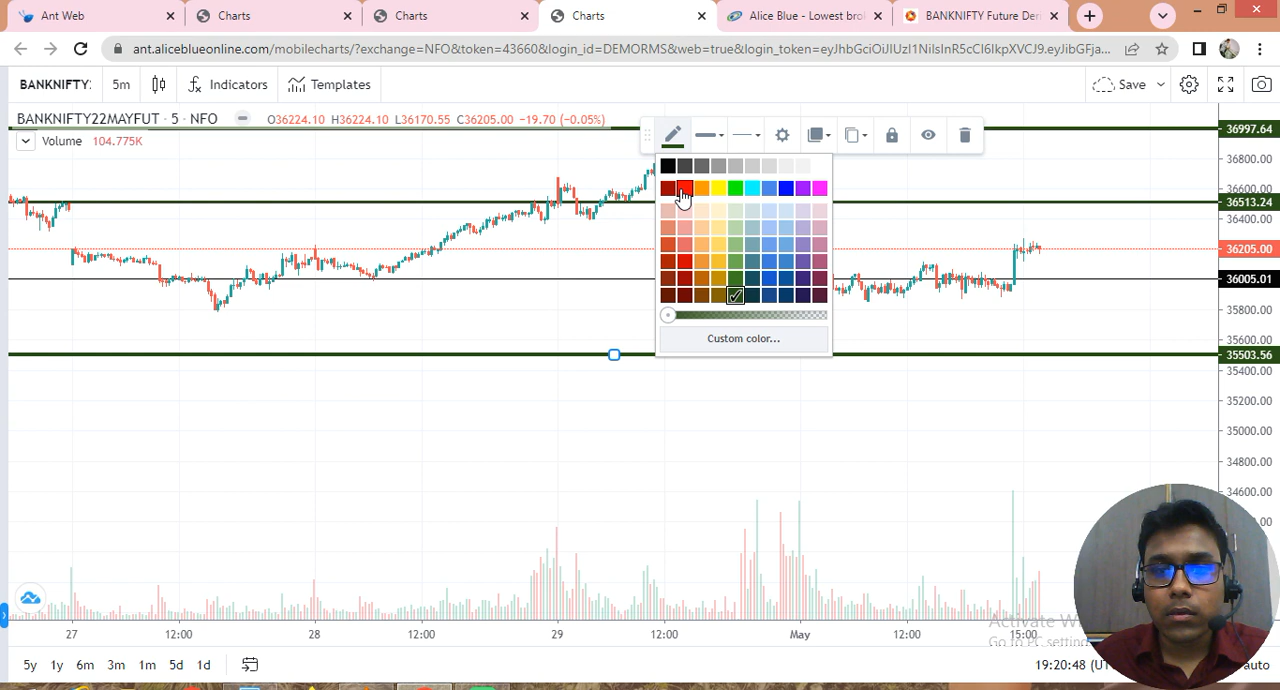 Ant Web
Charts
Charts
Charts
Alice Blue - Lowest bro
BANKNIFTY Future Deri
ant.aliceblueonline.com/mobilecharts/?exchange=NFO&token=43660&login_id=DEMORMS&web=true&login_token=
BANKNIFTY:
5m
Indicators
Templates
Save
BANKNIFTY22MAYFUT · 5 · NFO
O36224.10 H36224.10 L36170.55 C36205.00 -19.70 (-0.05%)
Volume 104.775K
36997.64
36800.00
36600.00
36513.24
36400.00
36205.00
36005.01
35800.00
35600.00
35503.56
35400.00
35200.00
35000.00
34800.00
34600.00
Custom color...
27
12:00
28
12:00
29
12:00
May
12:00
15:00
5y
1y
6m
3m
1m
5d
1d
19:20:48
auto
Activate
Go to PC